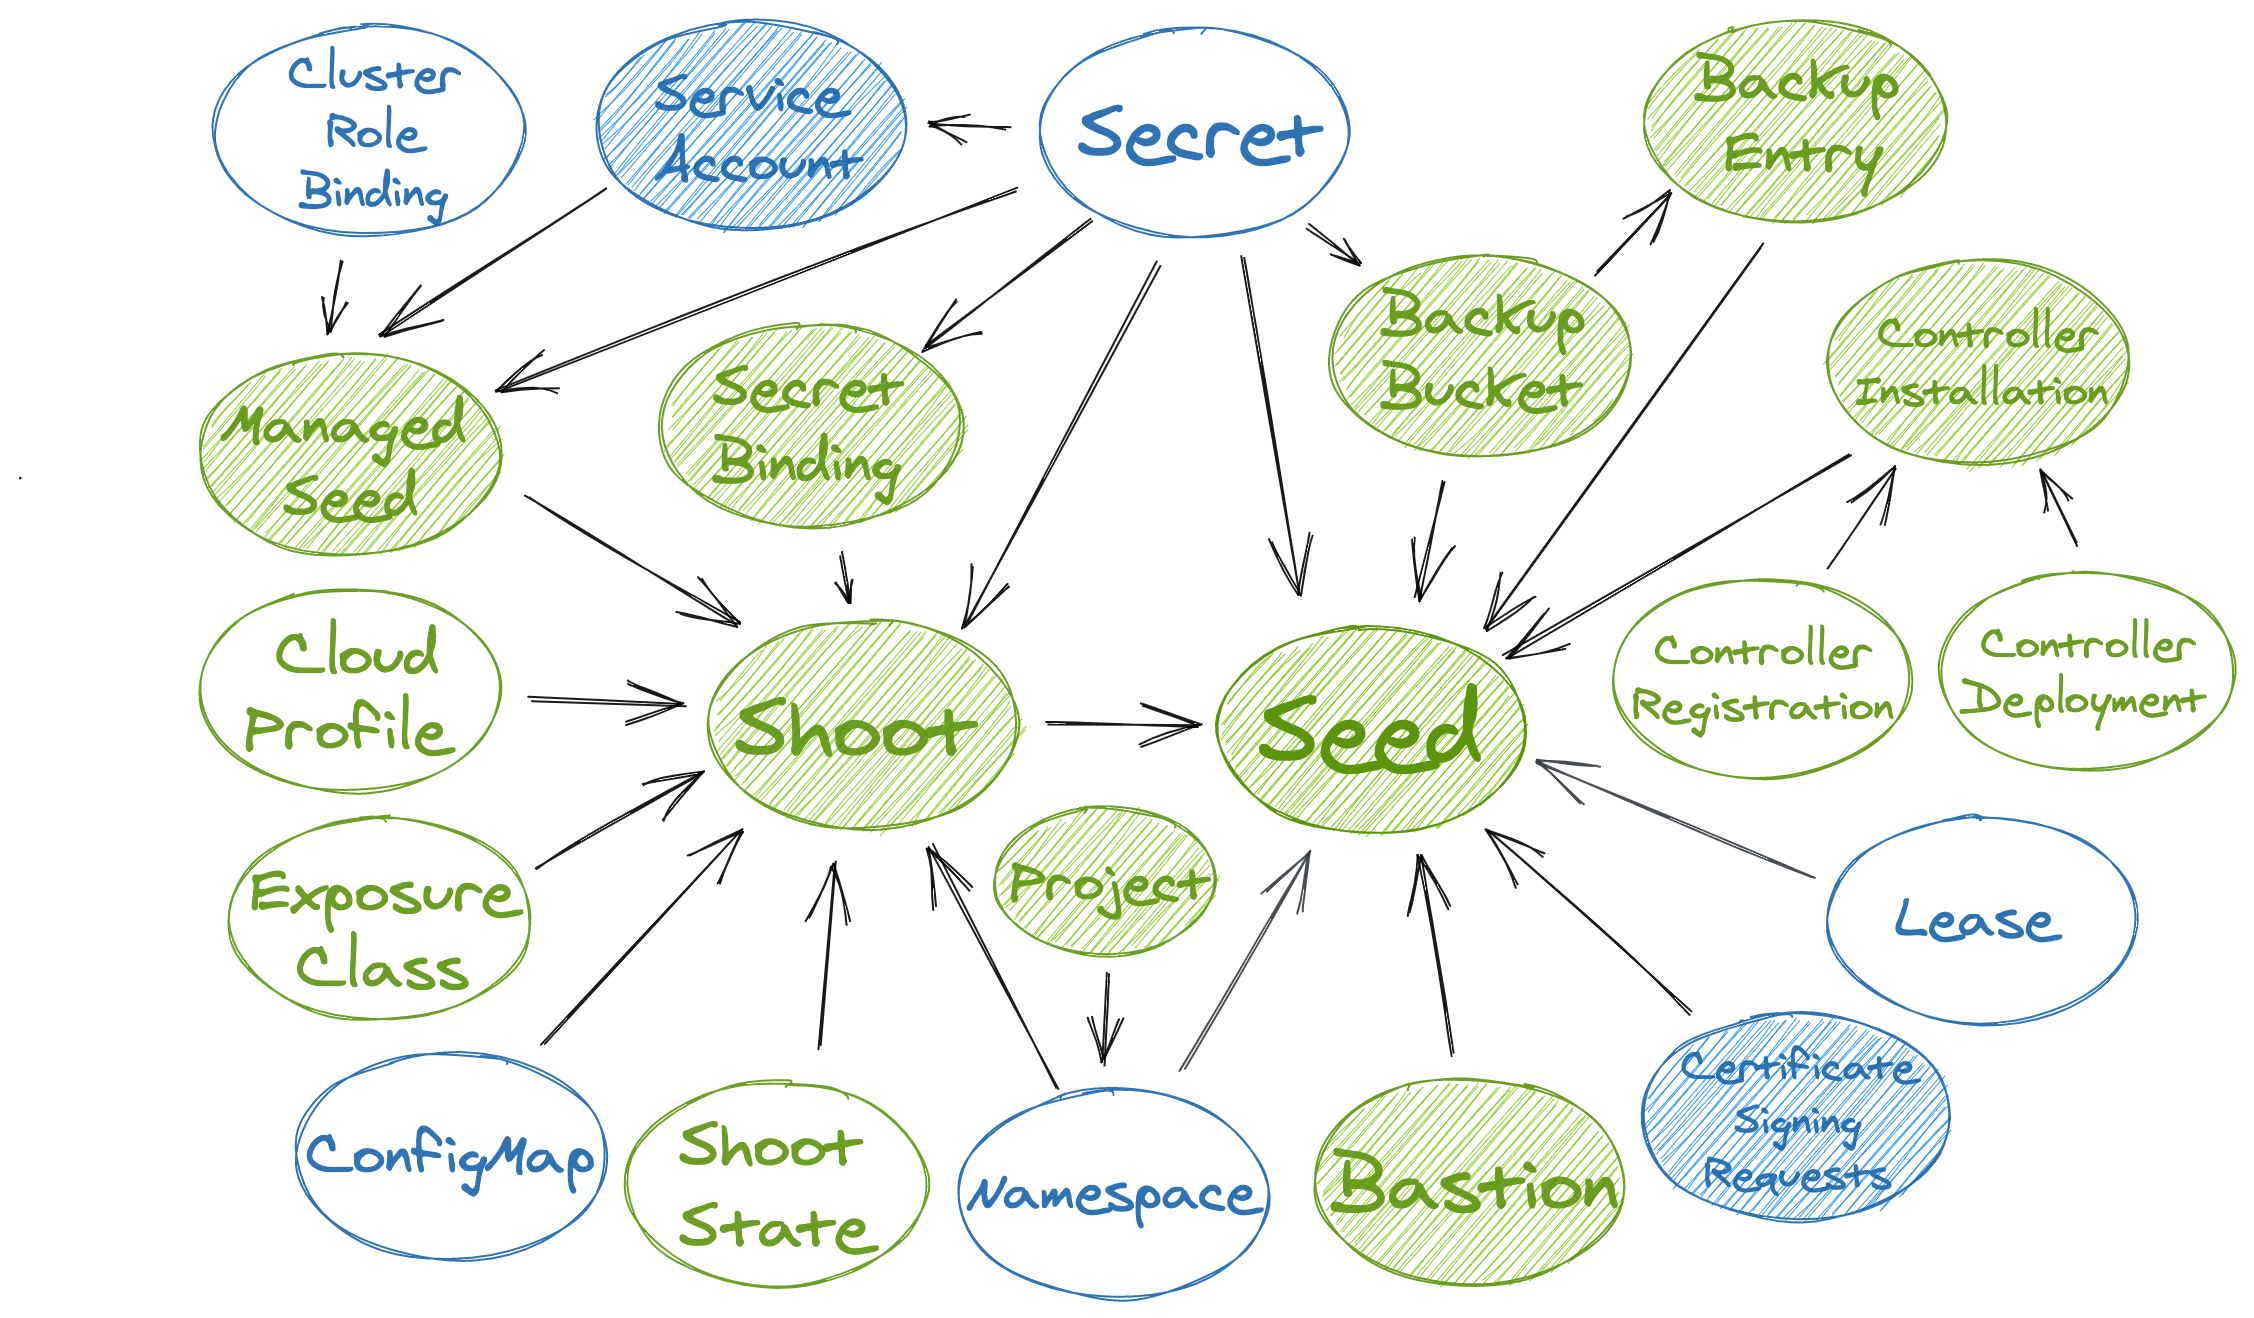 Cluster
Role
Binding
Service
Account
Secret
Backup
Entry
Managed
Seed
Secret
Binding
Backup
Bucket
Controller
Installation
Cloud
Profile
Shoot
Seed
Controller
Registration
Controller
Deployment
Exposure
Class
Project
Lease
ConfigMap
Shoot
State
Namespace
Bastion
Certificate
Signing
Requests